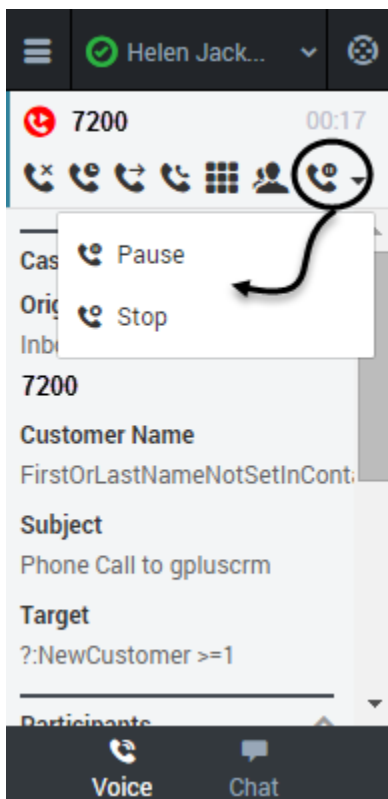 Helen Jack...
7200 00:17
Pause
Stop
Cas
Orig
Inb
7200
Customer Name
FirstOrLastNameNotSetInCont
Subject
Phone Call to gpluscrm
Target
?:NewCustomer >=1
Participants
Voice Chat